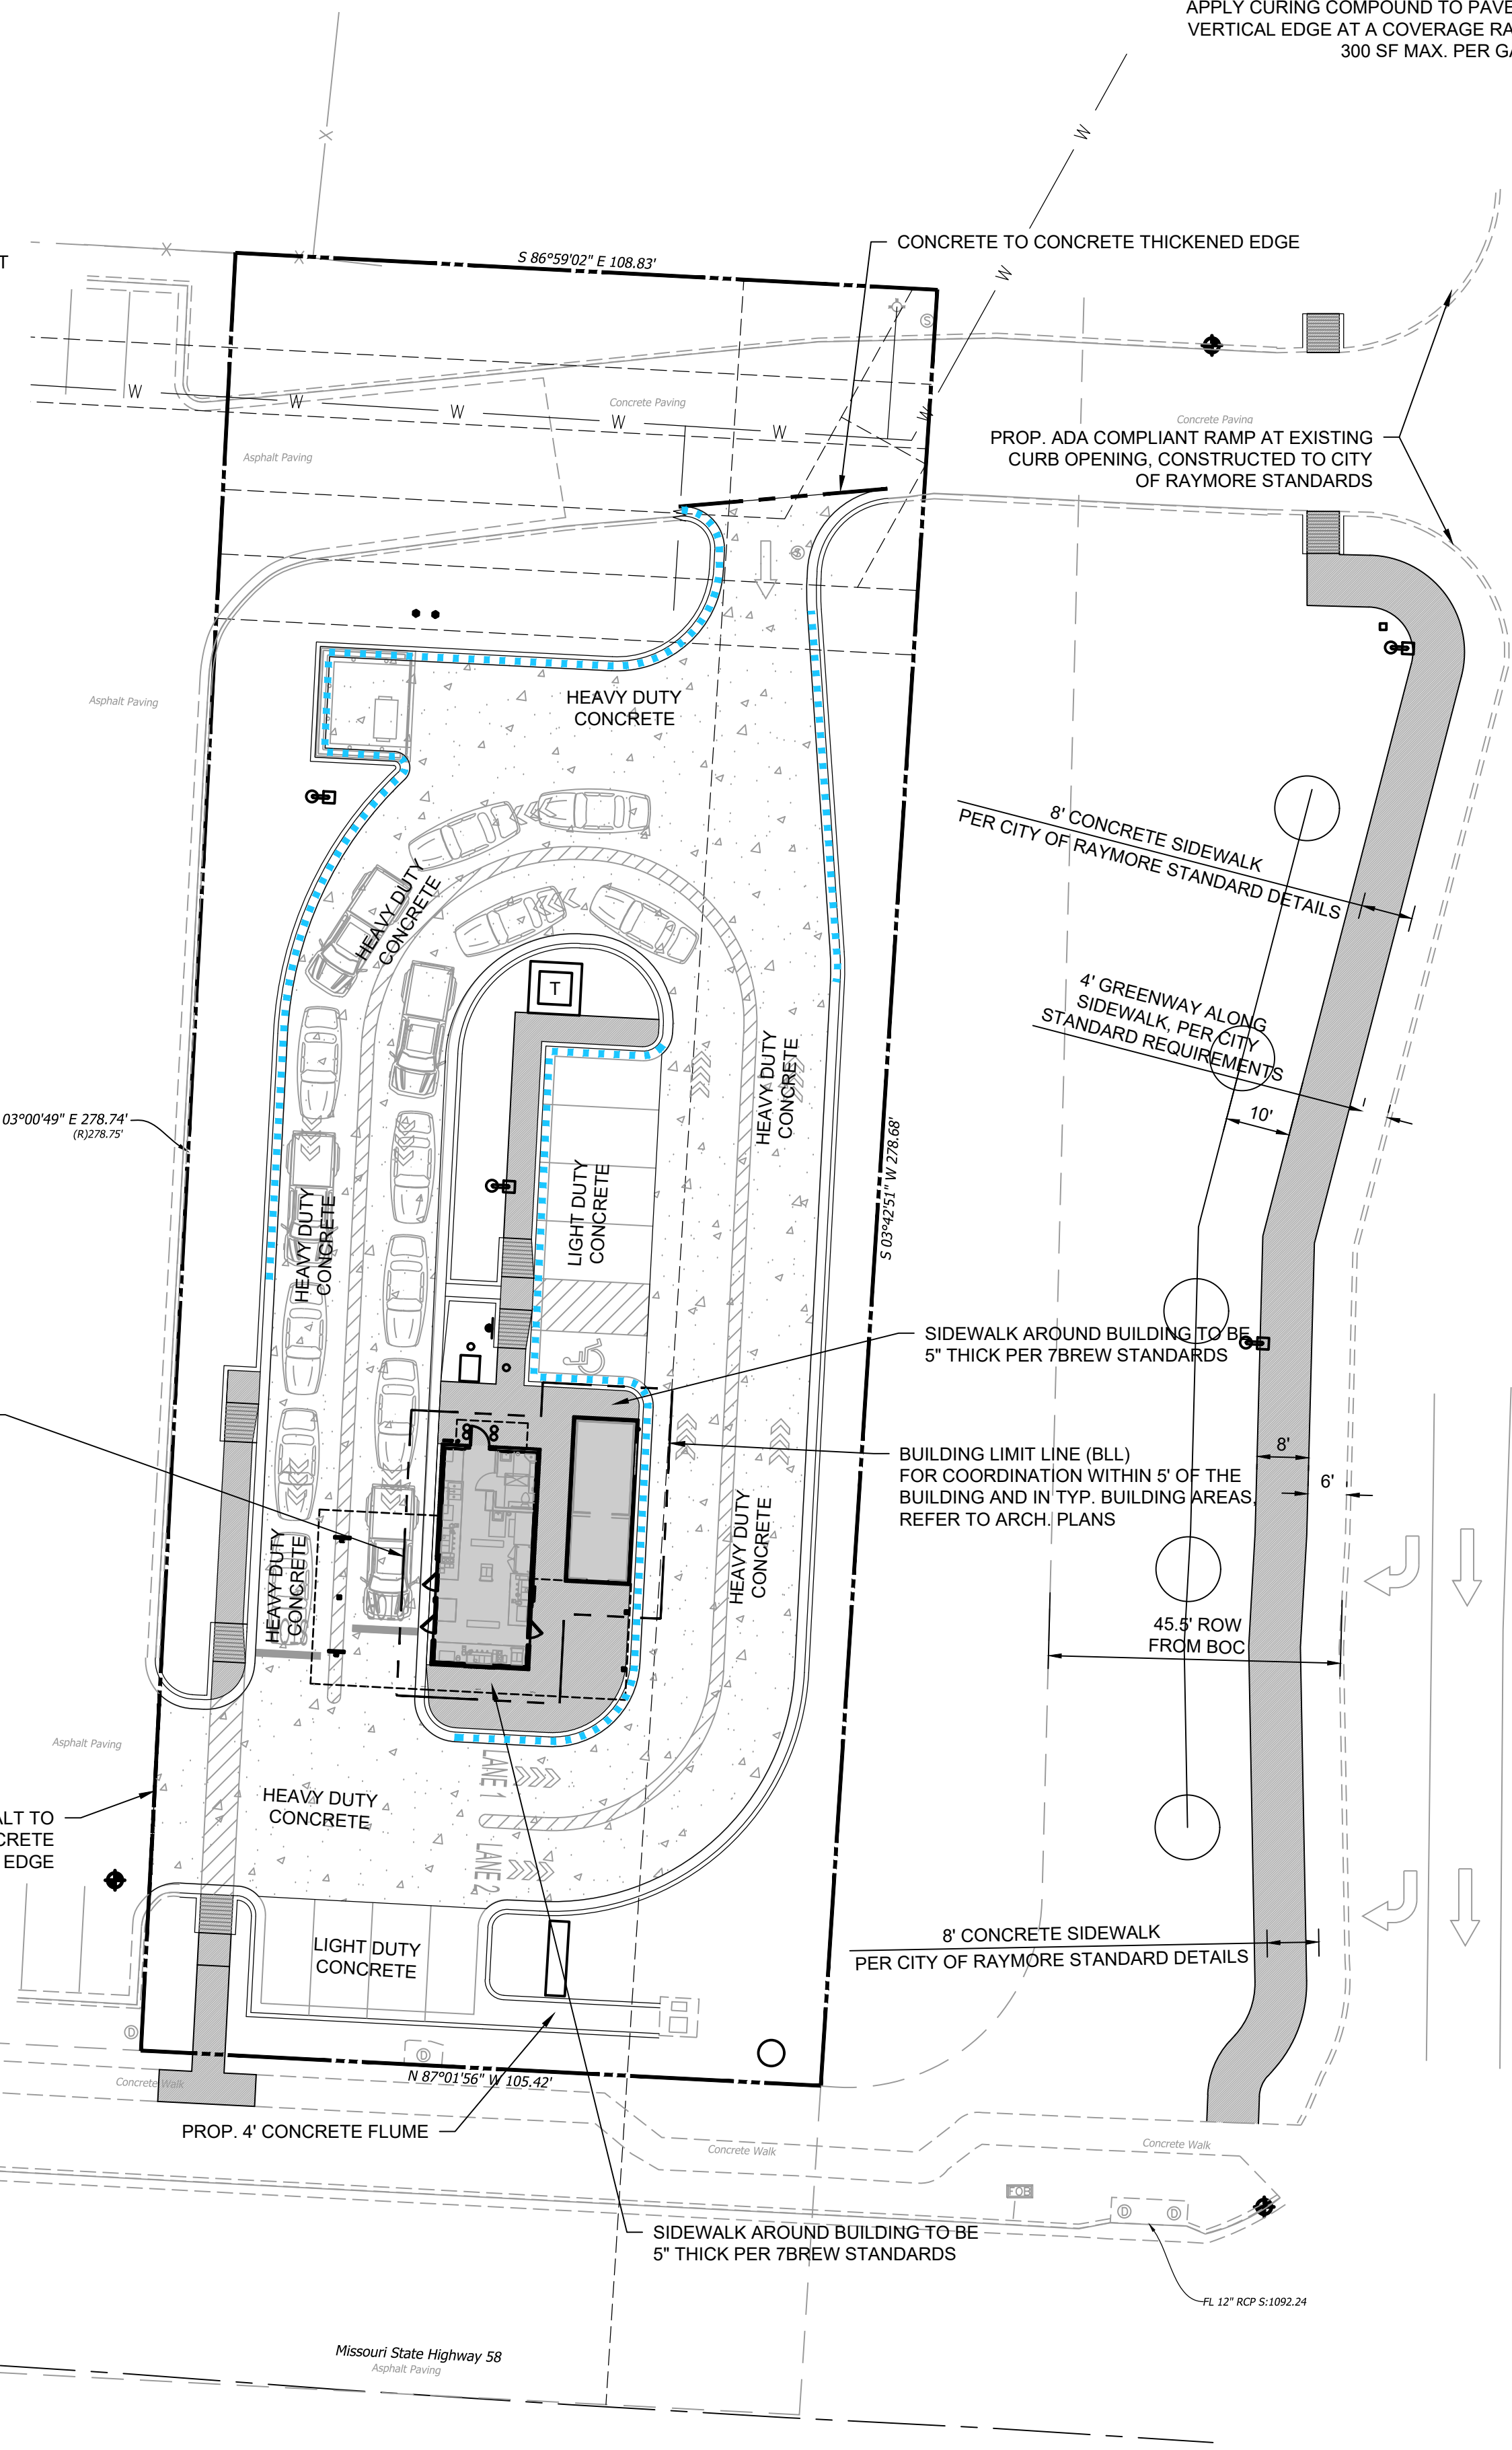 APPLY CURING COMPOUND TO PAVE
VERTICAL EDGE AT A COVERAGE RA
300 SF MAX. PER GA
X
W
CONCRETE TO CONCRETE THICKENED EDGE
W
S 86°59'02" E 108.83'
X
X
T
S
W
W
W
W
W
W
Concrete Paving
Asphalt Paving
Concrete Paving
PROP. ADA COMPLIANT RAMP AT EXISTING
CURB OPENING, CONSTRUCTED TO CITY
OF RAYMORE STANDARDS
S
Asphalt Paving
HEAVY DUTY
CONCRETE
8' CONCRETE SIDEWALK
PER CITY OF RAYMORE STANDARD DETAILS
HEAVY DUTY
CONCRETE
T
4' GREENWAY ALONG
SIDEWALK, PER CITY
STANDARD REQUIREMENTS
10'
HEAVY DUTY
CONCRETE
03°00'49" E 278.74'
(R)278.75'
S 03°42'51" W 278.68'
LIGHT DUTY
CONCRETE
HEAVY DUTY
CONCRETE
SIDEWALK AROUND BUILDING TO BE
5" THICK PER 7BREW STANDARDS
BUILDING LIMIT LINE (BLL)
FOR COORDINATION WITHIN 5' OF THE
BUILDING AND IN TYP. BUILDING AREAS,
REFER TO ARCH. PLANS
8'
6'
HEAVY DUTY
CONCRETE
HEAVY DUTY
CONCRETE
45.5' ROW
FROM BOC
Asphalt Paving
LANE 1
HEAVY DUTY
CONCRETE
ALT TO
CRETE
EDGE
LANE 2
LIGHT DUTY
CONCRETE
8' CONCRETE SIDEWALK
PER CITY OF RAYMORE STANDARD DETAILS
D
D
N 87°01'56" W 105.42'
Concrete Walk
PROP. 4' CONCRETE FLUME
Concrete Walk
Concrete Walk
FOB
D
D
SIDEWALK AROUND BUILDING TO BE
5" THICK PER 7BREW STANDARDS
FL 12" RCP S:1092.24
Missouri State Highway 58
Asphalt Paving